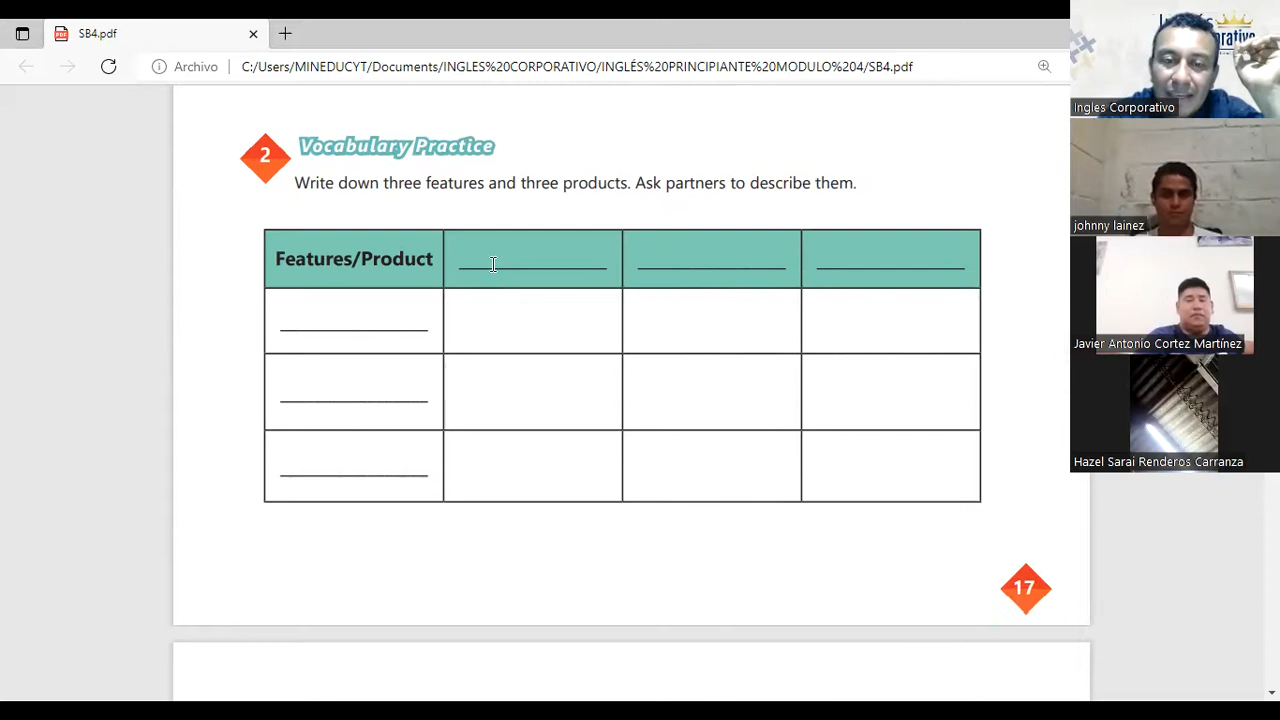 SB4.pdf
Archivo
C:/Users/MINEDUCYT/Documents/INGLES%20CORPORATIVO/INGLÉS%20PRINCIPIANTE%20MODULO%204/SB4.pdf
2
Vocabulary Practice
Write down three features and three products. Ask partners to describe them.
Features/Product
17
Ingles Corporativo
johnny lainez
Javier Antonio Cortez Martínez
Hazel Sarai Renderos Carranza